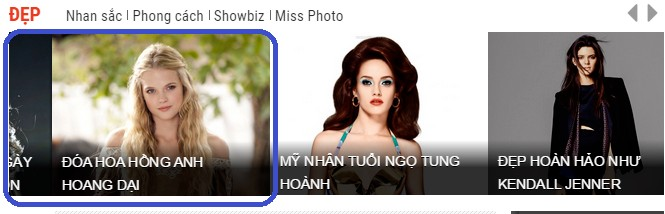 ĐẸP
Nhan sắc | Phong cách | Showbiz | Miss Photo
ĐÓA HOA HỒNG ANH
HOANG DẠI
MỸ NHÂN TUỔI NGỌ TUNG
HOÀNH
ĐẸP HOÀN HẢO NHƯ
KENDALL JENNER